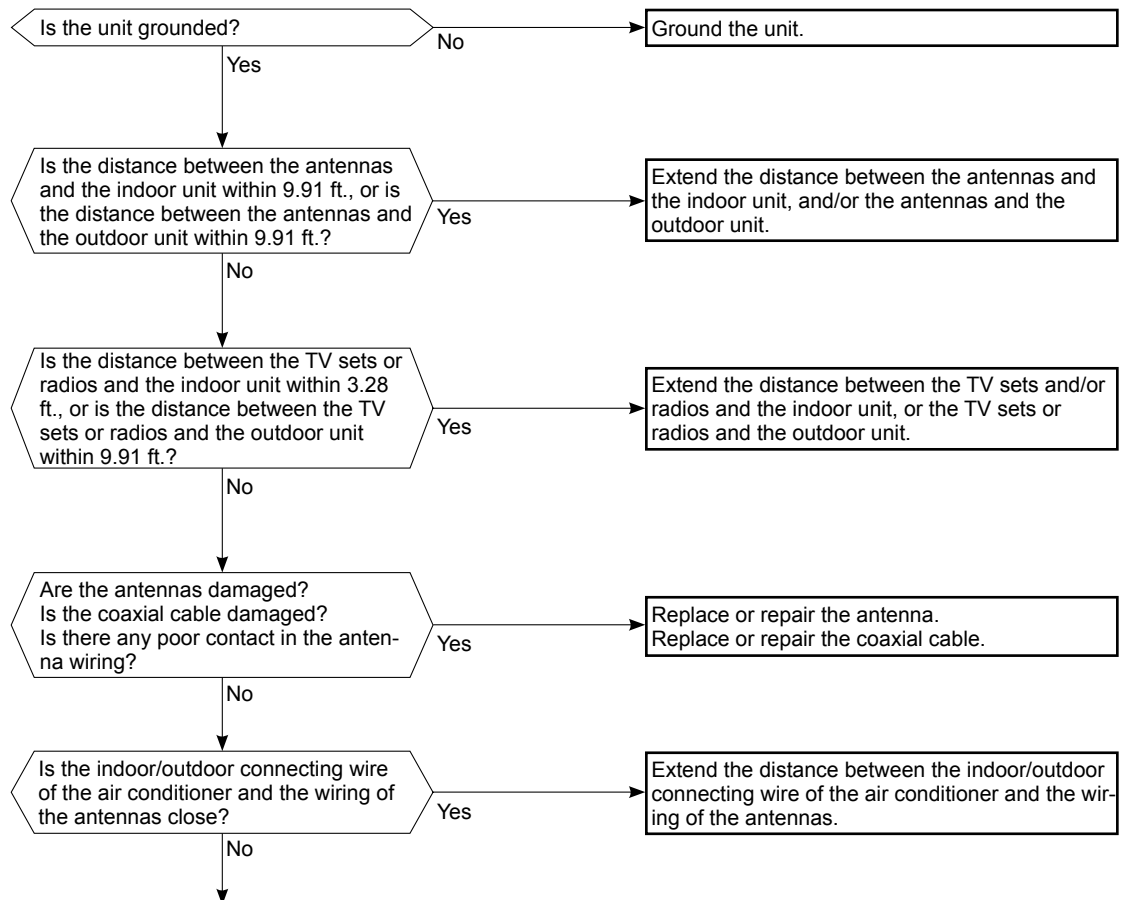 Is the unit grounded?
No
Ground the unit.
Yes
Is the distance between the antennas
and the indoor unit within 9.91 ft., or is
the distance between the antennas and
the outdoor unit within 9.91 ft.?
Yes
Extend the distance between the antennas and
the indoor unit, and/or the antennas and the
outdoor unit.
No
Is the distance between the TV sets or
radios and the indoor unit within 3.28
ft., or is the distance between the TV
sets or radios and the outdoor unit
within 9.91 ft.?
Yes
Extend the distance between the TV sets and/or
radios and the indoor unit, or the TV sets or
radios and the outdoor unit.
No
Are the antennas damaged?
Is the coaxial cable damaged?
Is there any poor contact in the anten-
na wiring?
Yes
Replace or repair the antenna.
Replace or repair the coaxial cable.
No
Is the indoor/outdoor connecting wire
of the air conditioner and the wiring of
the antennas close?
Yes
Extend the distance between the indoor/outdoor
connecting wire of the air conditioner and the wir-
ing of the antennas.
No